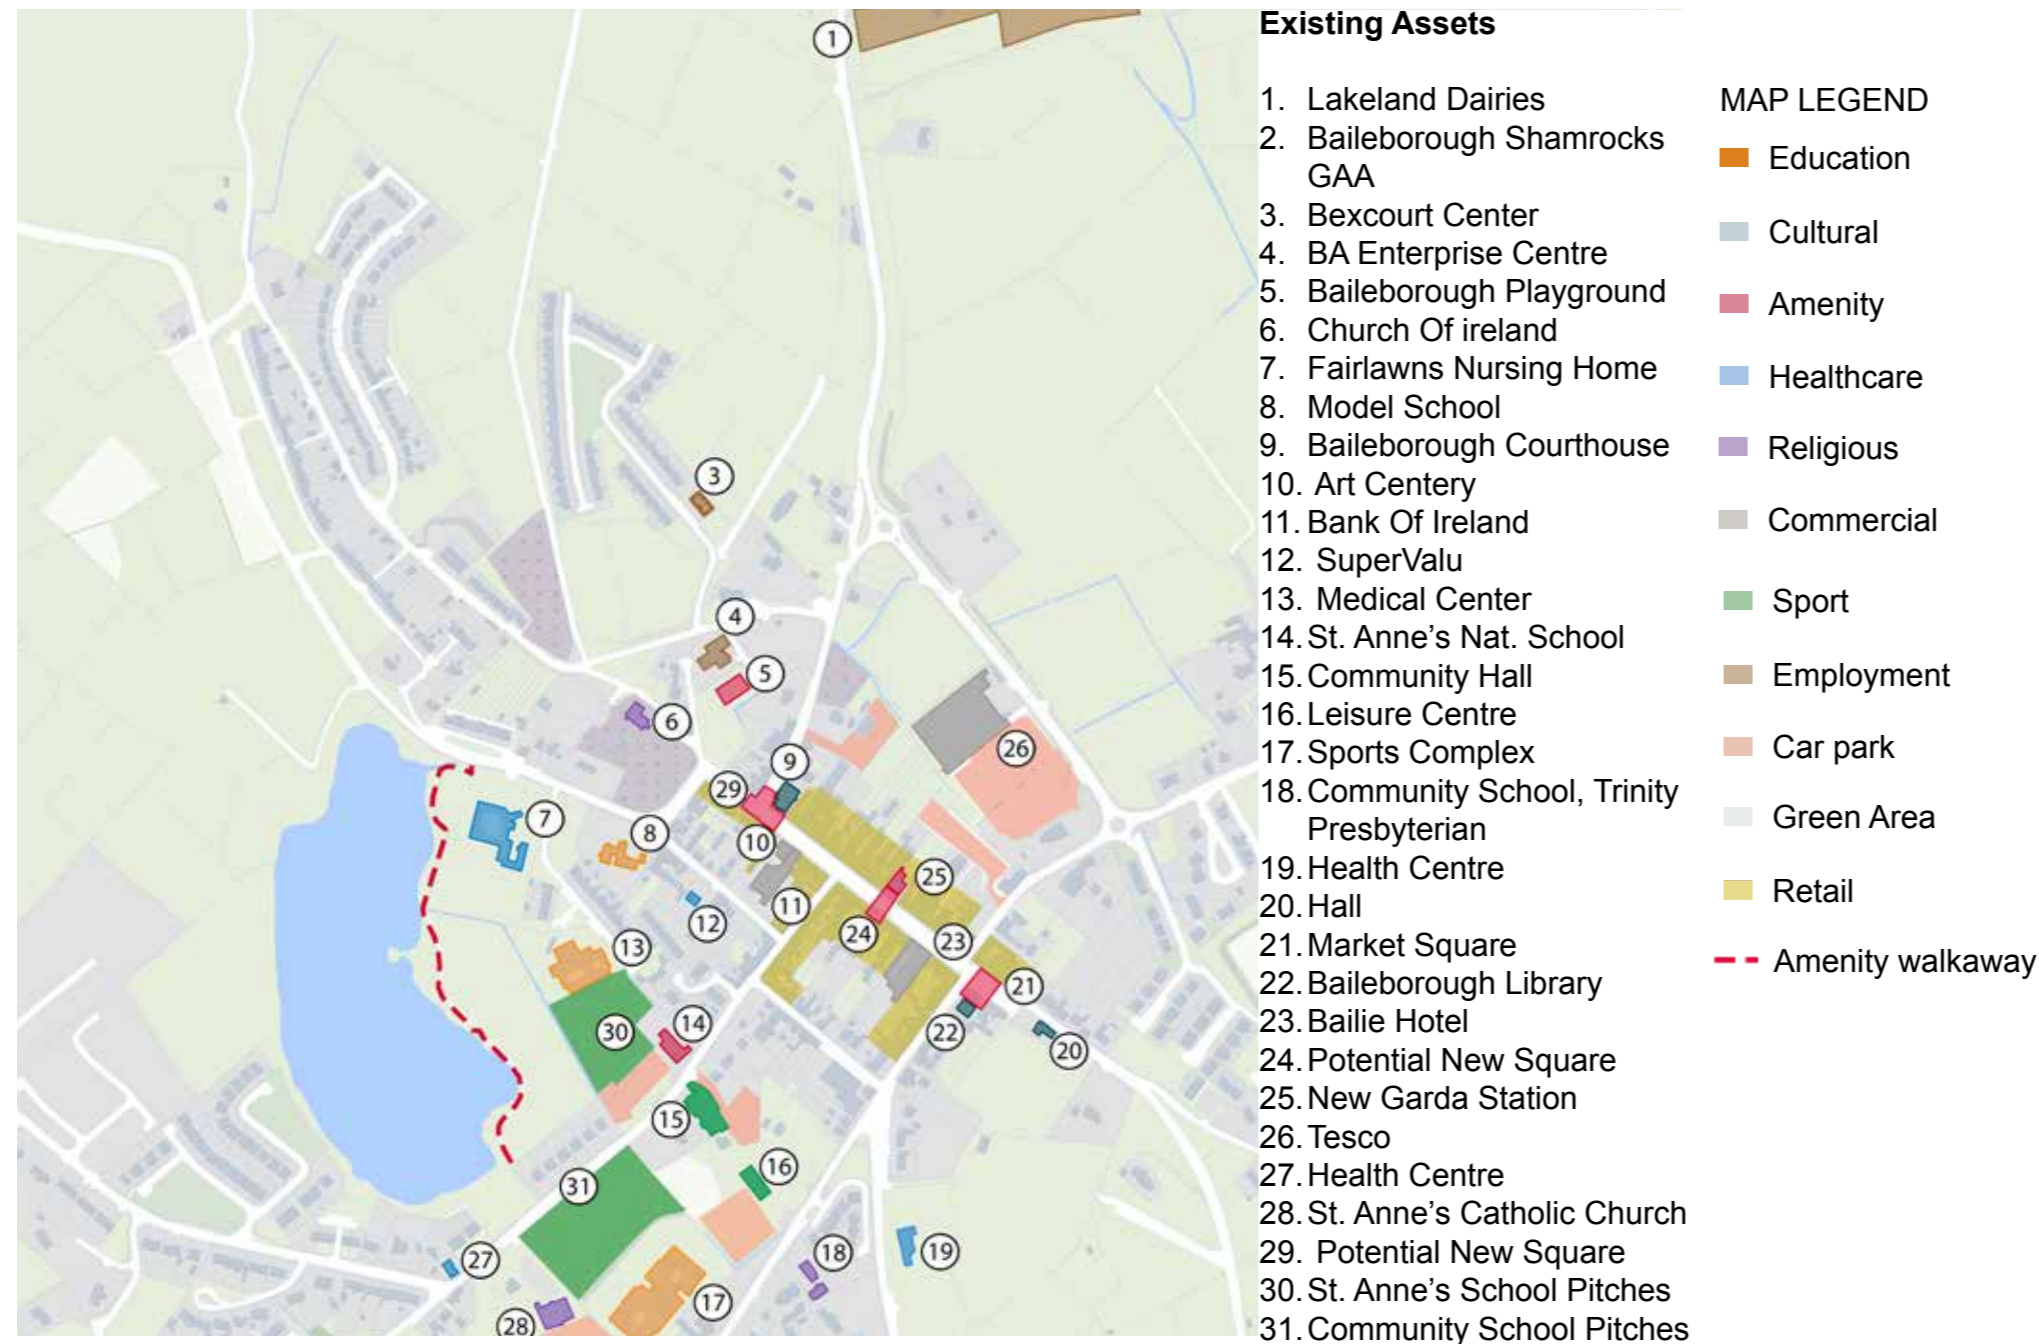 Existing Assets
1. Lakeland Dairies
2. Baileborough Shamrocks
GAA
3. Bexcourt Center
4. BA Enterprise Centre
5. Baileborough Playground
6. Church Of ireland
7. Fairlawns Nursing Home
8. Model School
9. Baileborough Courthouse
10. Art Centery
11. Bank Of Ireland
12. SuperValu
13. Medical Center
14. St. Anne's Nat. School
15. Community Hall
16. Leisure Centre
17. Sports Complex
18. Community School, Trinity
Presbyterian
19. Health Centre
20. Hall
21. Market Square
22. Baileborough Library
23. Bailie Hotel
24. Potential New Square
25. New Garda Station
26. Tesco
27. Health Centre
28. St. Anne's Catholic Church
29. Potential New Square
30. St. Anne's School Pitches
31. Community School Pitches
MAP LEGEND
Education
Cultural
Amenity
Healthcare
Religious
Commercial
Sport
Employment
Car park
Green Area
Retail
Amenity walkaway
1
3
4
5
6
26
9
29
7
8
10
25
11
12
24
23
13
21
14
30
22
20
15
16
31
18
19
27
17
28